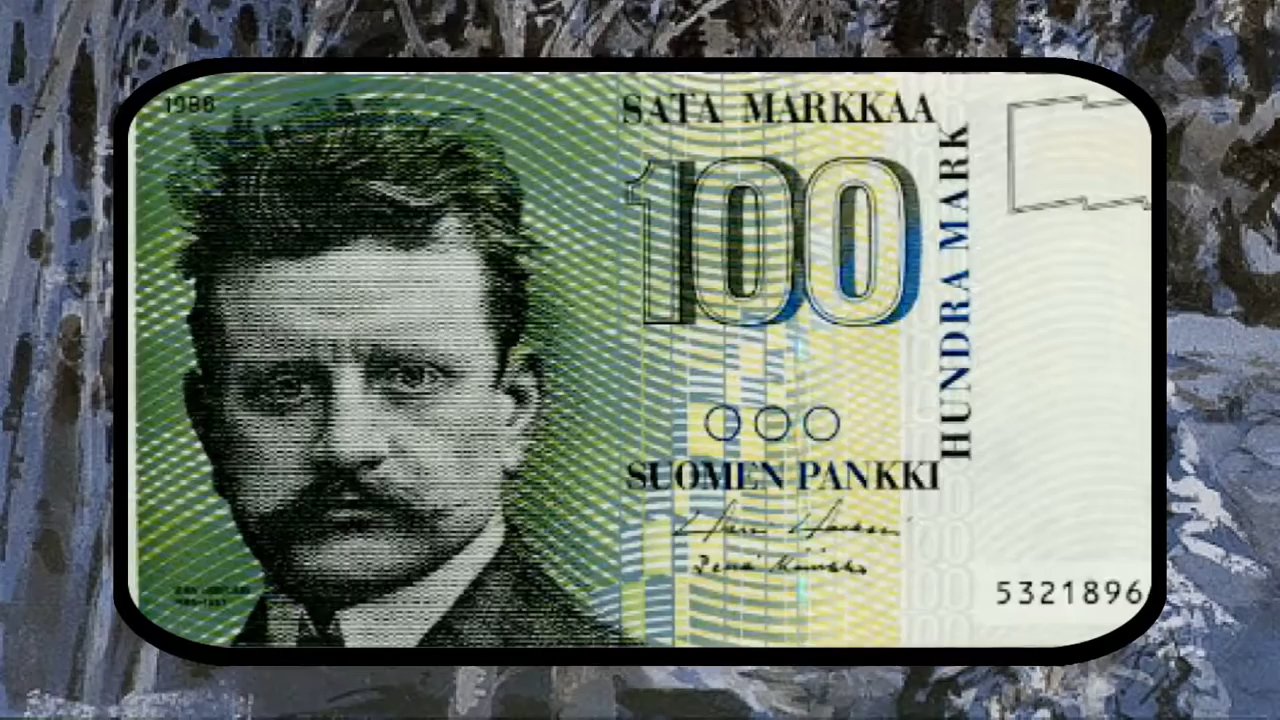 1986
SATA MARKKAA
100
HUNDRA MARK
SUOMEN PANKKI
5321896